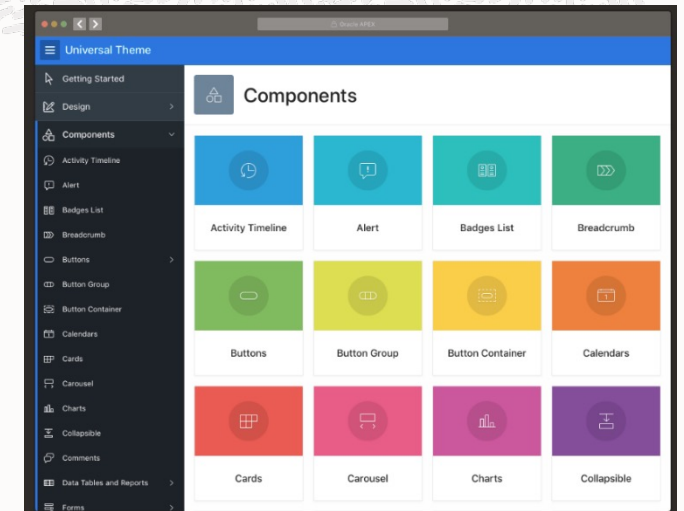 Oracle APEX
Universal Theme
Getting Started
Design
Components
Activity Timeline
Alert
Badges List
Breadcrumb
Buttons
Button Group
Button Container
Calendars
Cards
Carousel
Charts
Collapsible
Comments
Data Tables and Reports
Forms
Components
Activity Timeline
Alert
Badges List
Breadcrumb
Buttons
Button Group
Button Container
Calendars
Cards
Carousel
Charts
Collapsible